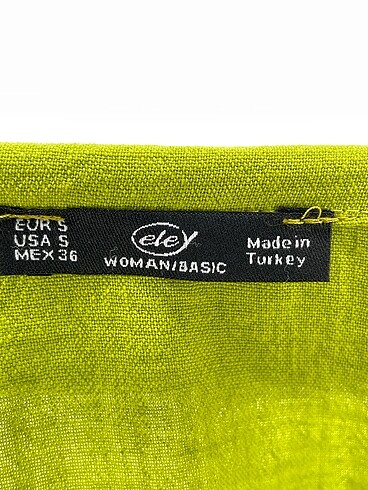 EUR S
USA S
MEX 36
eley
WOMAN/BASIC
Made in
Turkey